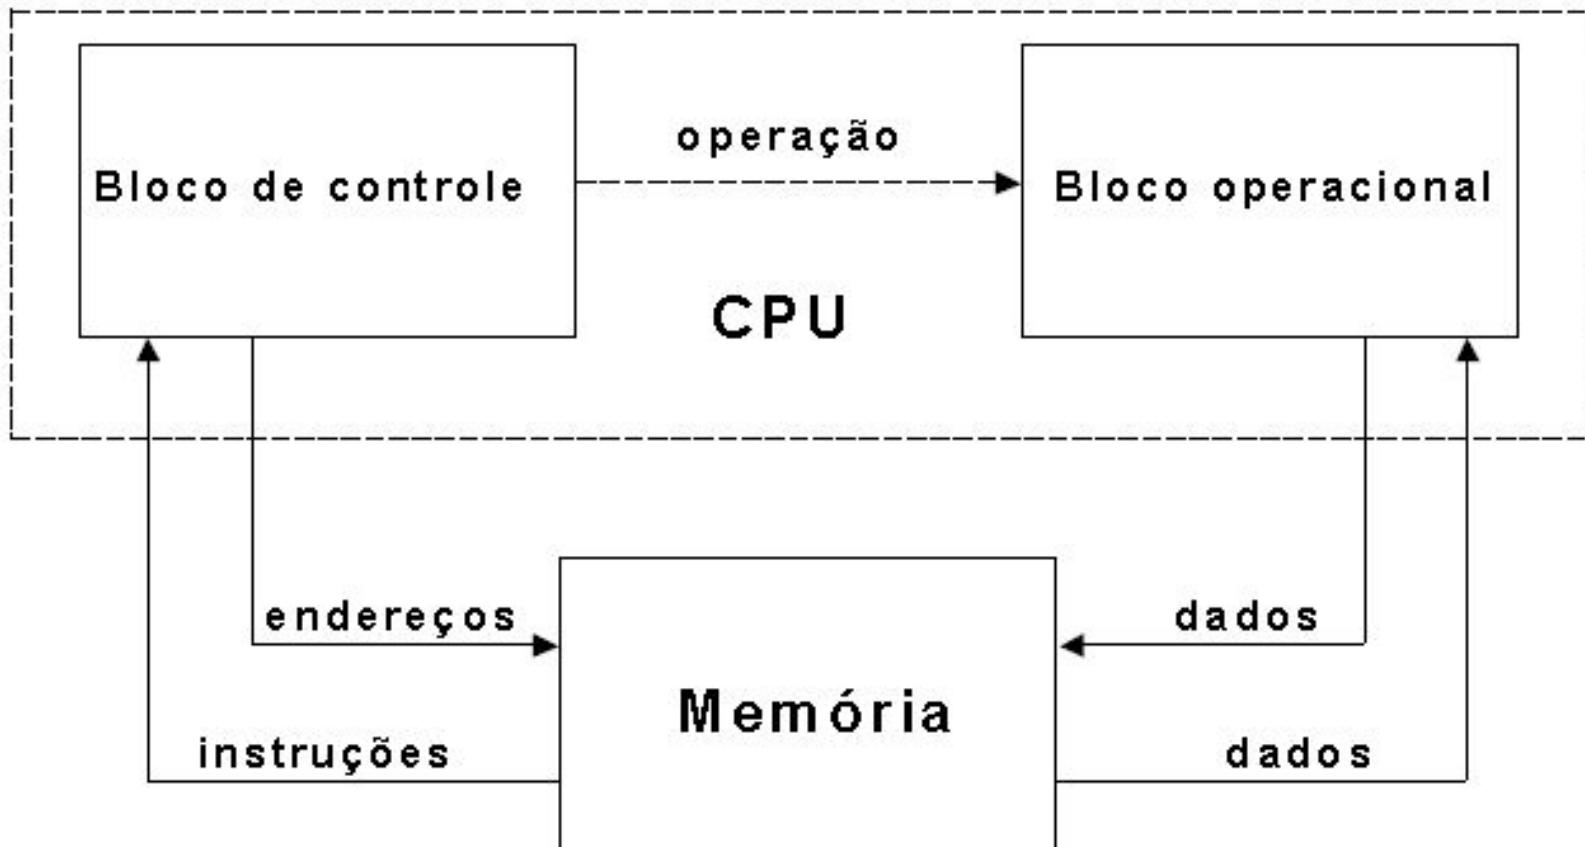 operação
Bloco de controle
Bloco operacional
CPU
endereços
dados
Memória
instruções
dados